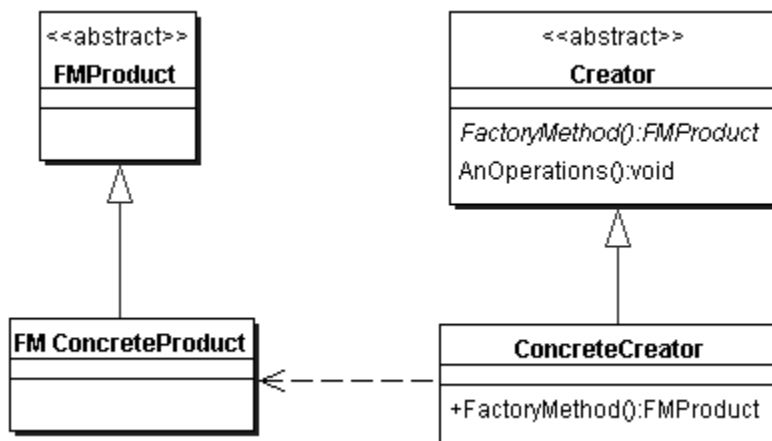 <<abstract>>
FMProduct
<<abstract>>
Creator
FactoryMethod():FMProduct
AnOperations():void
FM ConcreteProduct
ConcreteCreator
+FactoryMethod():FMProduct